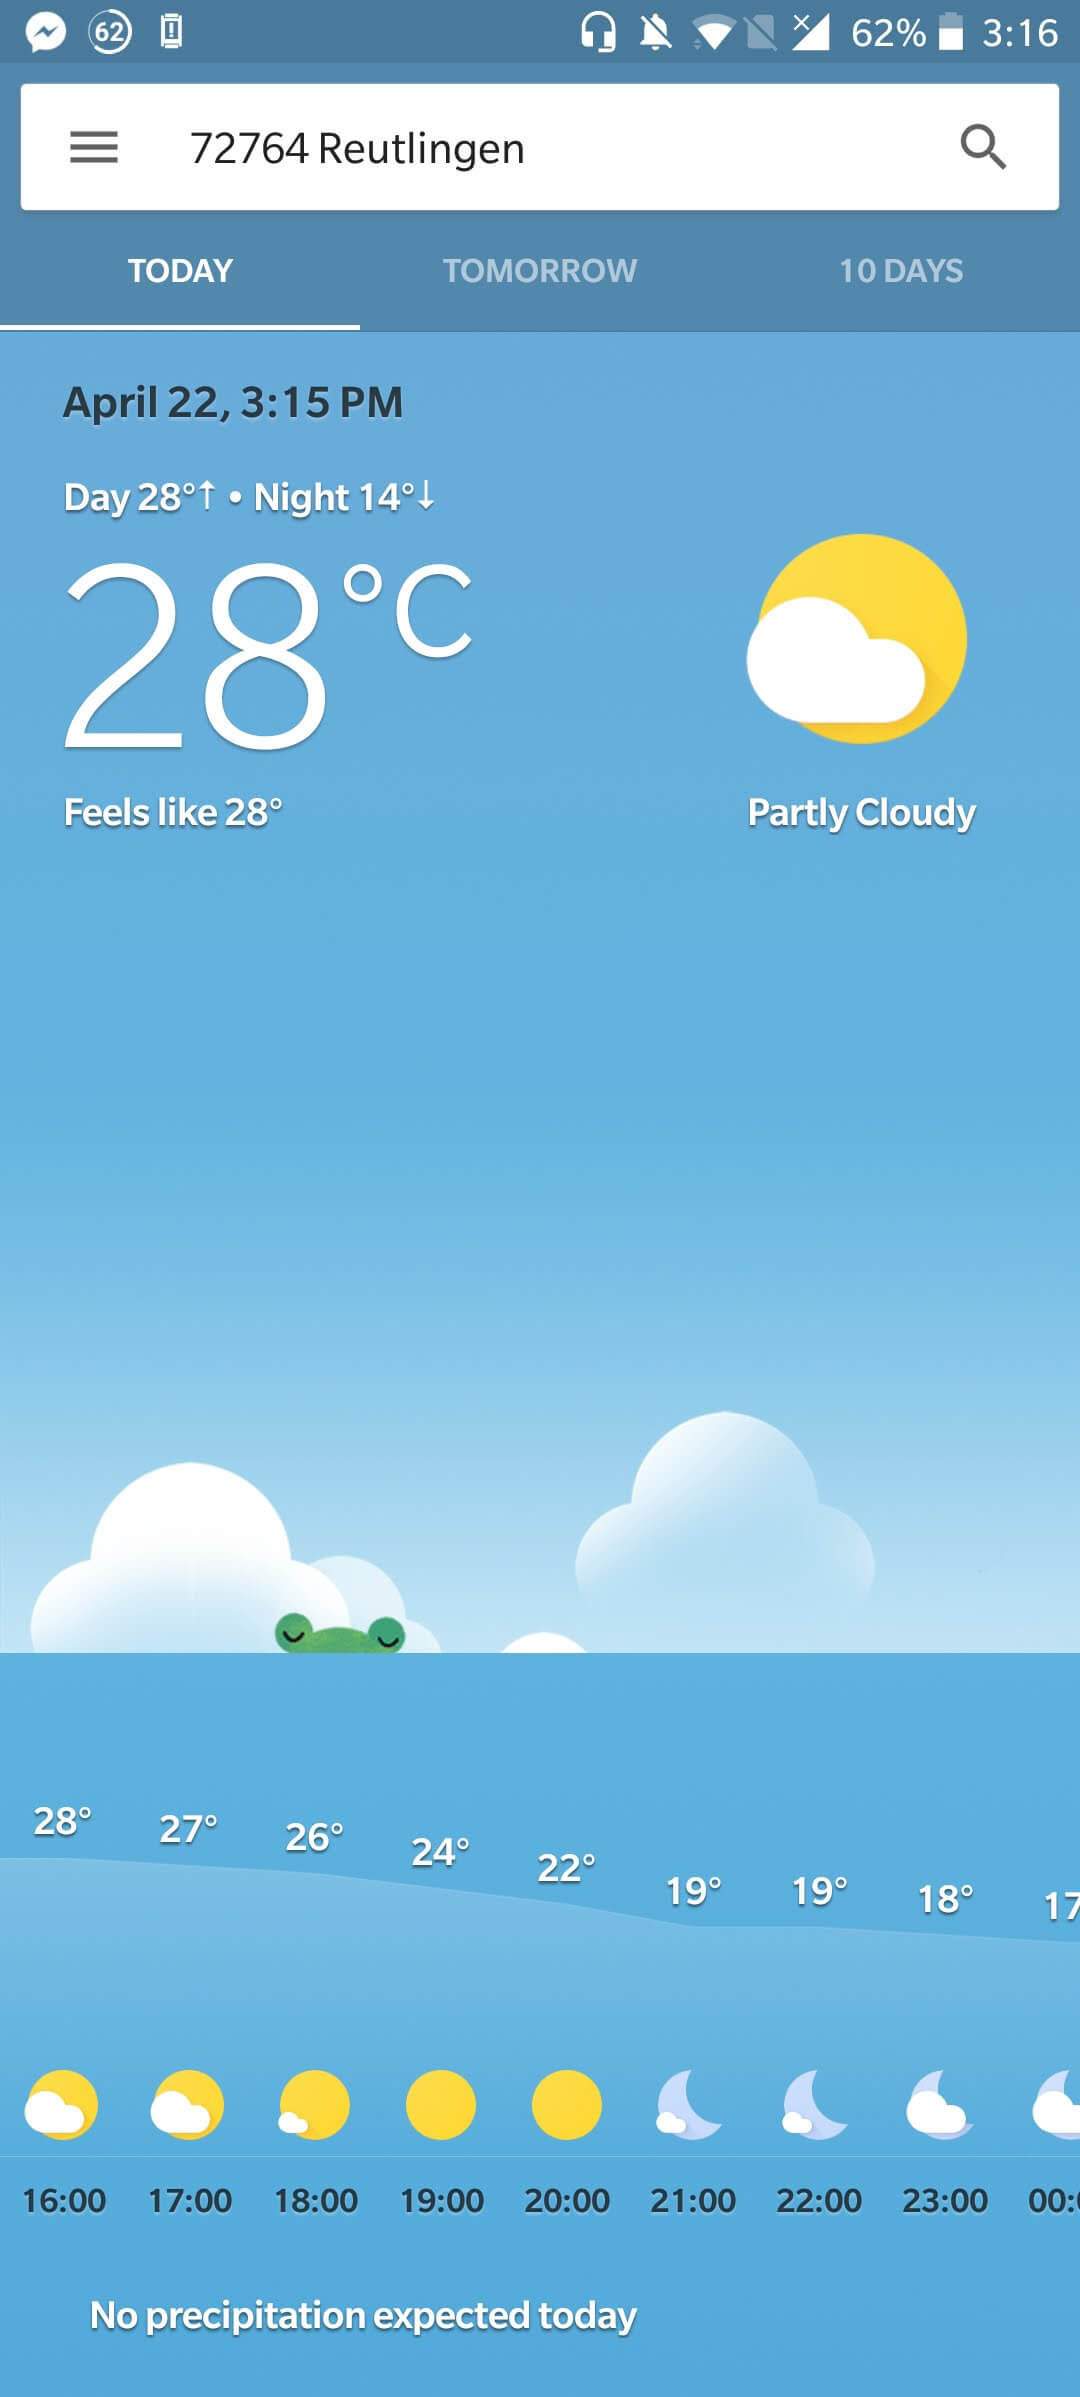 62 62% 3:16
72764 Reutlingen
TODAY TOMORROW 10 DAYS
April 22, 3:15 PM
Day 28°↑ • Night 14°↓
28°C
Feels like 28° Partly Cloudy
28° 27° 26° 24° 22° 19° 19° 18° 17
16:00 17:00 18:00 19:00 20:00 21:00 22:00 23:00 00:
No precipitation expected today